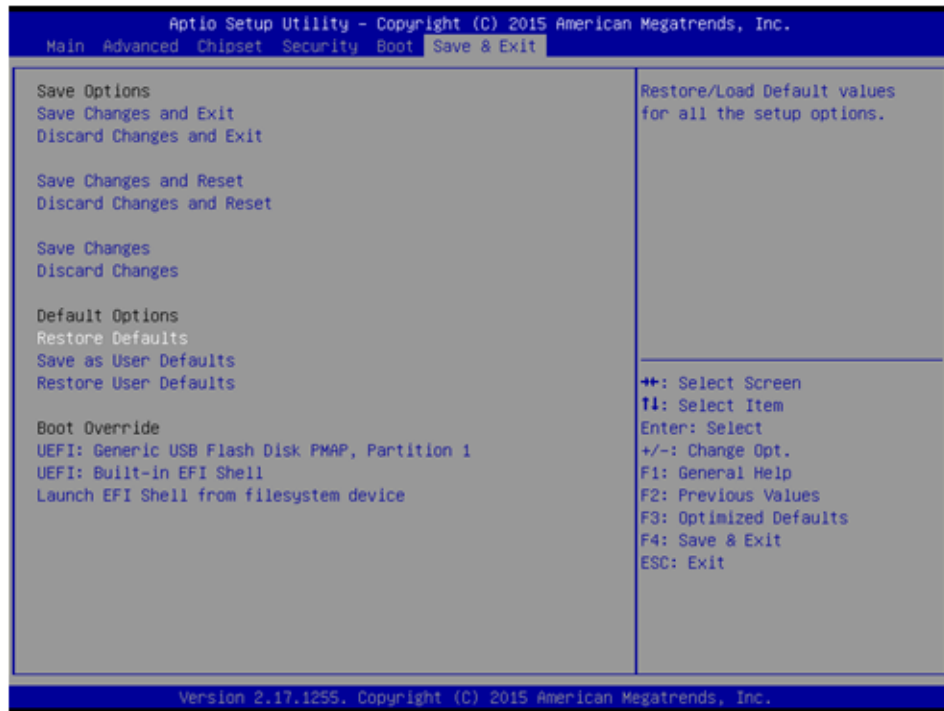 Aptio Setup Utility – Copyright (C) 2015 American Megatrends, Inc.
Main Advanced Chipset Security Boot Save & Exit
Save Options
Save Changes and Exit
Discard Changes and Exit
Save Changes and Reset
Discard Changes and Reset
Save Changes
Discard Changes
Default Options
Restore Defaults
Save as User Defaults
Restore User Defaults
Boot Override
UEFI: Generic USB Flash Disk PMAP, Partition 1
UEFI: Built-in EFI Shell
Launch EFI Shell from filesystem device
Restore/Load Default values
for all the setup options.
→←: Select Screen
↑↓: Select Item
Enter: Select
+/-: Change Opt.
F1: General Help
F2: Previous Values
F3: Optimized Defaults
F4: Save & Exit
ESC: Exit
Version 2.17.1255. Copyright (C) 2015 American Megatrends, Inc.